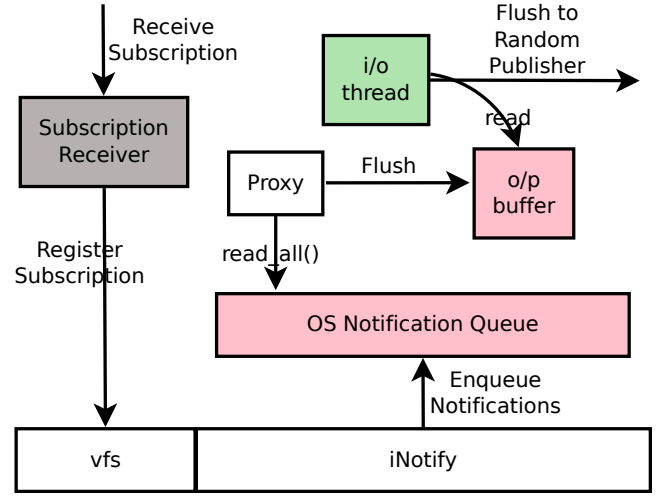 Receive
Subscription
Flush to
Random
Publisher
i/o
thread
read
Subscription
Receiver
Proxy
Flush
o/p
buffer
Register
Subscription
read_all()
OS Notification Queue
Enqueue
Notifications
vfs
iNotify